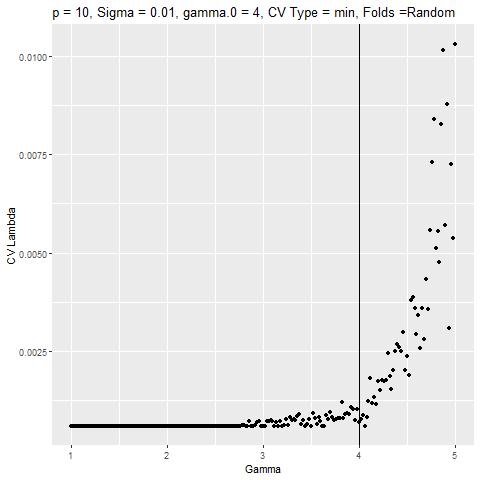 p = 10, Sigma = 0.01, gamma.0 = 4, CV Type = min, Folds =Random
0.0100
0.0075
0.0050
0.0025
CV Lambda
1 2 3 4 5
Gamma